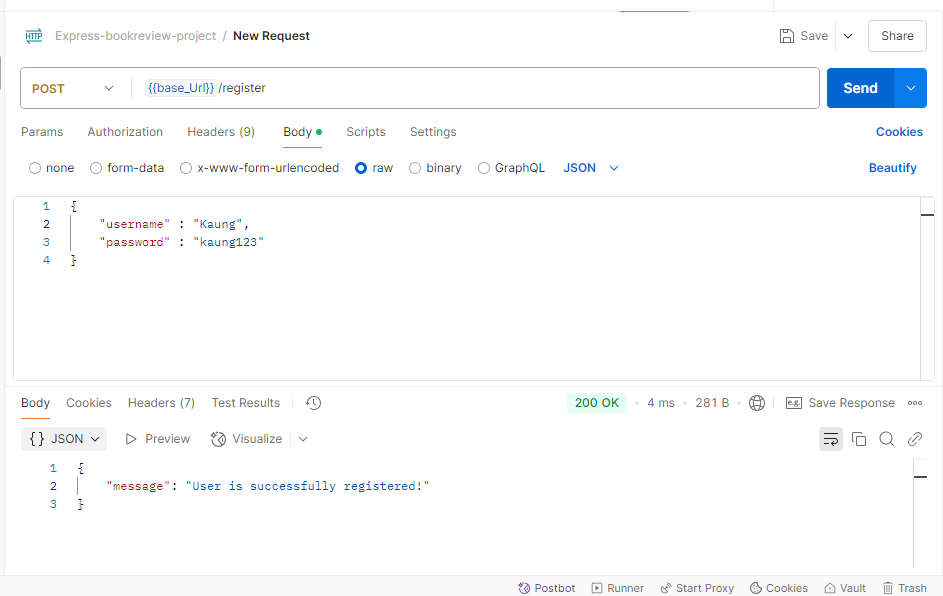 HTTP Express-bookreview-project / New Request Save Share
POST {{base_Url}} /register Send
Params Authorization Headers (9) Body Scripts Settings Cookies
none form-data x-www-form-urlencoded raw binary GraphQL JSON Beautify
1 {
2 "username" : "Kaung",
3 "password" : "kaung123"
4 }
Body Cookies Headers (7) Test Results 200 OK 4 ms 281 B e.g. Save Response
{} JSON Preview Visualize
1 {
2 "message": "User is successfully registered!"
3 }
Postbot Runner Start Proxy Cookies Vault Trash